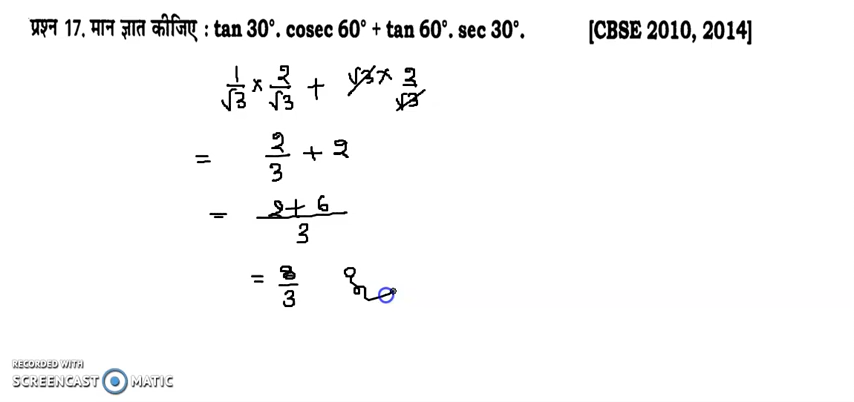 प्रश्न 17. मान ज्ञात कीजिए : tan 30°. cosec 60° + tan 60°. sec 30°. [CBSE 2010, 2014]
1/√3 × 2/√3 + √3 × 2/√3
= 2/3 + 2
= 2+6/3
= 8/3
RECORDED WITH
SCREENCAST MATIC